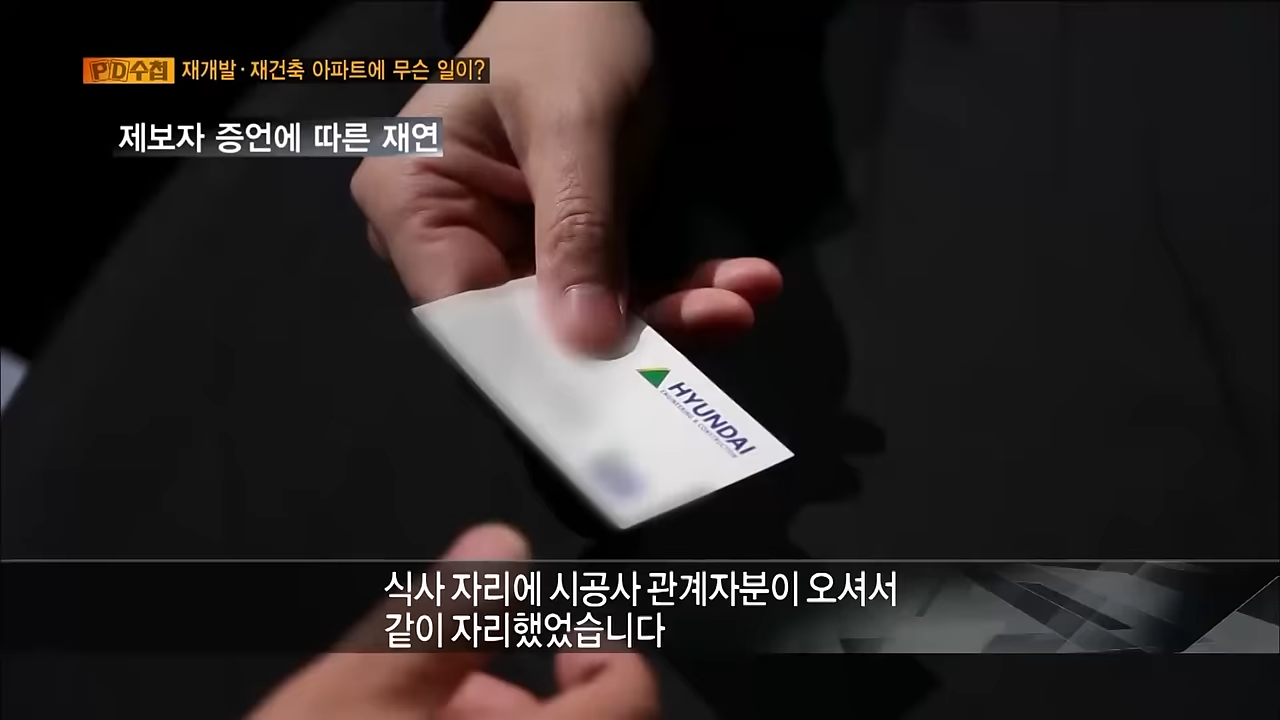 PD수첩 재개발·재건축 아파트에 무슨 일이?
제보자 증언에 따른 재연
HYUNDAI
ENGINEERING & CONSTRUCTION
식사 자리에 시공사 관계자분이 오셔서
같이 자리했었습니다